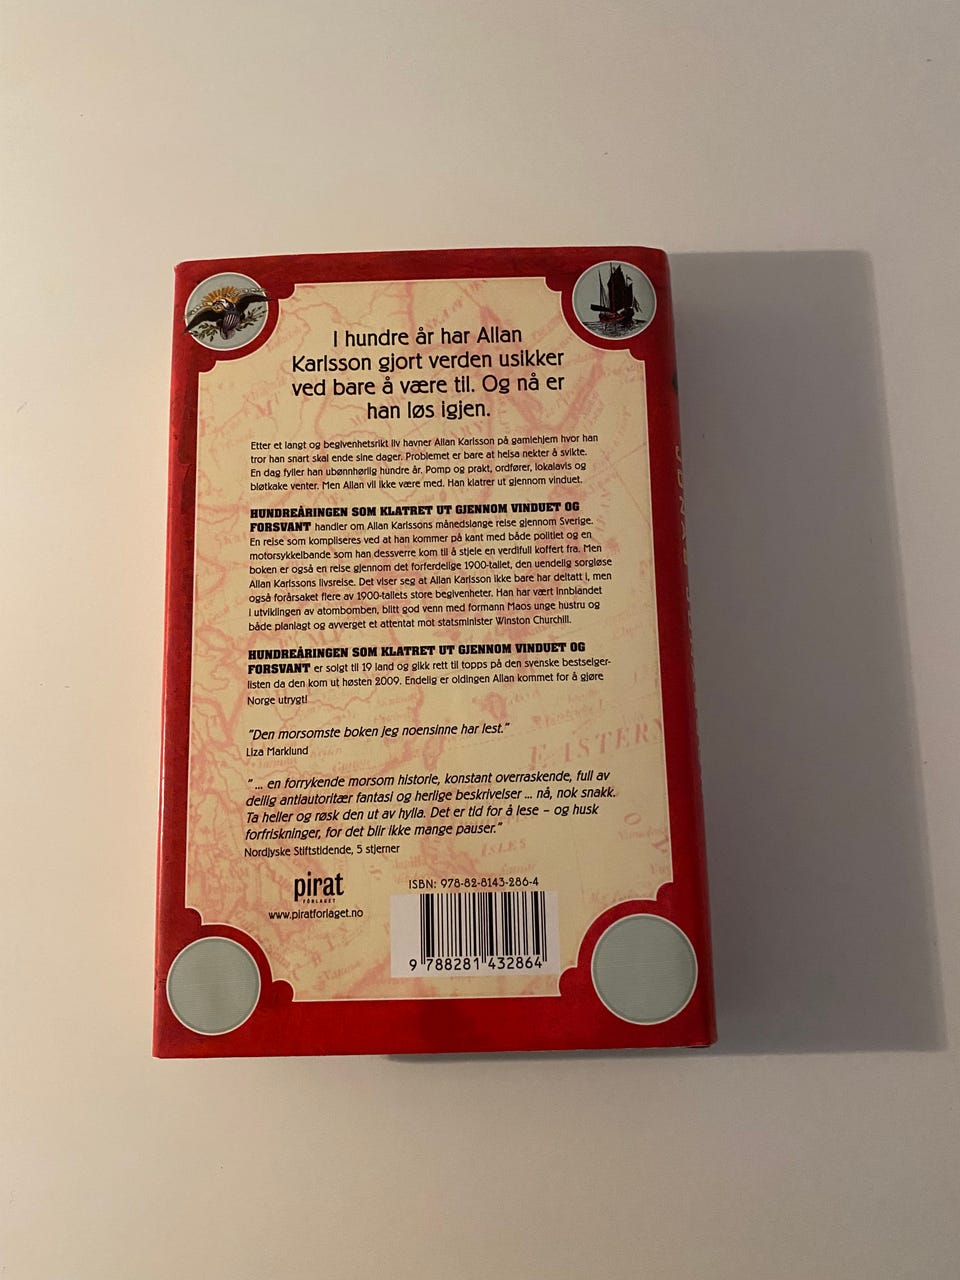 I hundre år har Allan
Karlsson gjort verden usikker
ved bare å være til. Og nå er
han løs igjen.
Etter et langt og begivenhetsrikt liv havner Allan Karlsson på gamlehjem hvor han
tror han snart skal ende sine dager. Problemet er bare at helsa nekter å svikte.
En dag fyller han ubønnhørlig hundre år. Pomp og prakt, ordfører, lokalavis og
bløtkake venter. Men Allan vil ikke være med. Han klatrer ut gjennom vinduet.
HUNDREÅRINGEN SOM KLATRET UT GJENNOM VINDUET OG
FORSVANT handler om Allan Karlssons månedslange reise gjennom Sverige.
En reise som kompliseres ved at han kommer på kant med både politiet og en
motorsykkelbande som han dessverre kom til å stjele en verdifull koffert fra. Men
boken er også en reise gjennom det forferdelige 1900-tallet, den uendelig sorgløse
Allan Karlssons livsreise. Det viser seg at Allan Karlsson ikke bare har deltatt i, men
også forårsaket flere av 1900-tallets store begivenheter. Han har vært innblandet
i utviklingen av atombomben, blitt god venn med formann Maos unge hustru og
både planlagt og avverget et attentat mot statsminister Winston Churchill.
HUNDREÅRINGEN SOM KLATRET UT GJENNOM VINDUET OG
FORSVANT er solgt til 19 land og gikk rett til topps på den svenske bestselger-
listen da den kom ut høsten 2009. Endelig er oldingen Allan kommet for å gjøre
Norge utrygt!
"Den morsomste boken jeg noensinne har lest."
Liza Marklund
"... en forrykende morsom historie, konstant overraskende, full av
deilig antiautoritær fantasi og herlige beskrivelser ... nå, nok snakk.
Ta heller og røsk den ut av hylla. Det er tid for å lese – og husk
forfriskninger, for det blir ikke mange pauser."
Nordjyske Stiftstidende, 5 stjerner
pirat
FORLAGET
www.piratforlaget.no
ISBN: 978-82-8143-286-4
9 788281 432864
EASTERN
ISLES